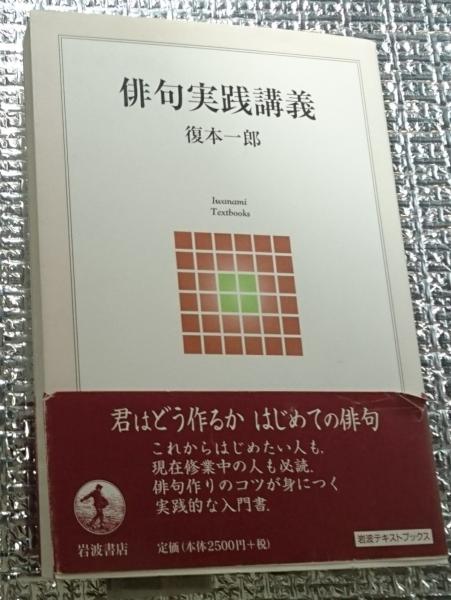 俳句実践講義
復本一郎
Iwanami
Textbooks
君はどう作るか はじめての俳句
これからはじめたい人も、
現在修業中の人も必読。
俳句作りのコツが身につく
実践的な入門書。
岩波書店
定価(本体2500円+税)
岩波テキストブックス